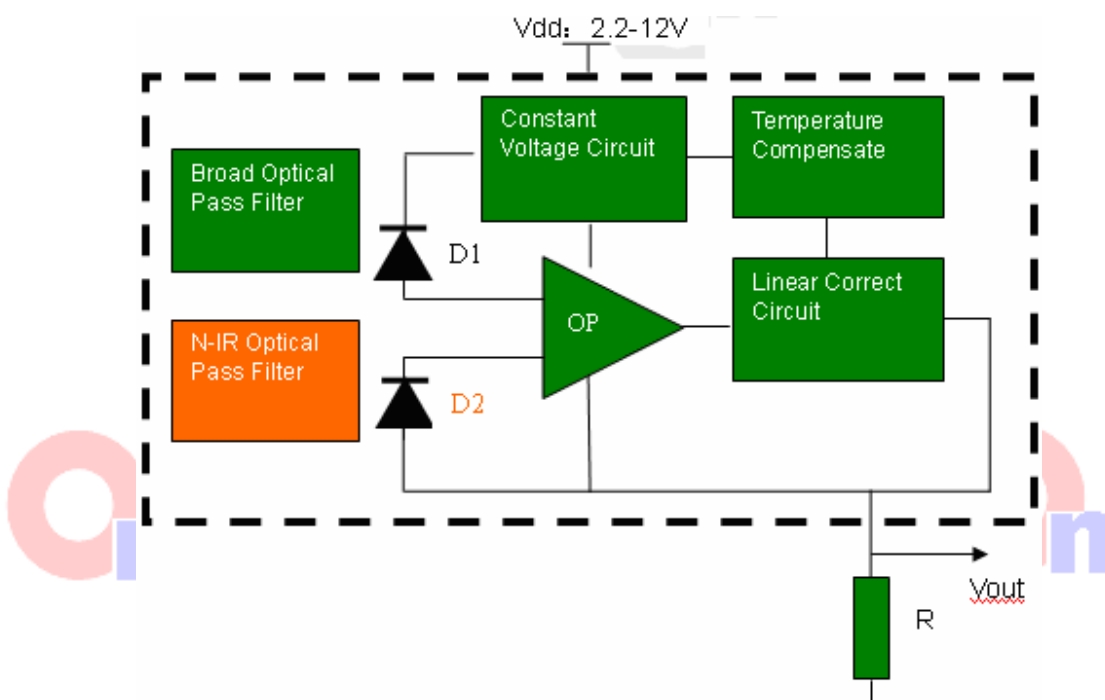 Vdd: 2.2-12V
Constant
Voltage Circuit
Temperature
Compensate
Broad Optical
Pass Filter
D1
Linear Correct
Circuit
OP
N-IR Optical
Pass Filter
D2
Vout
R